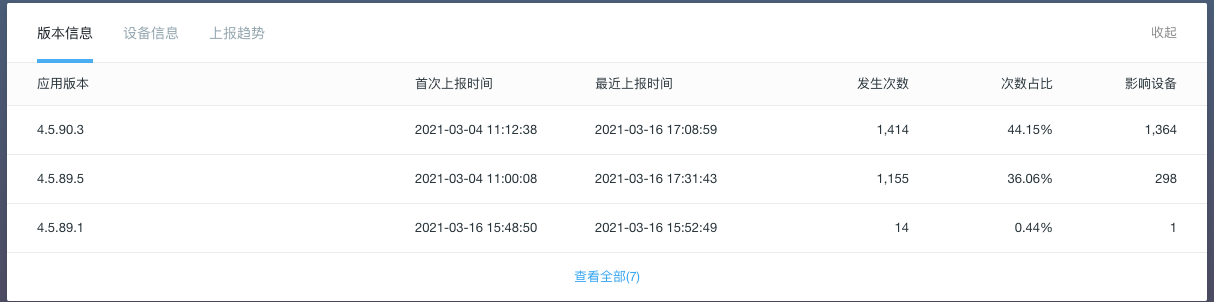 版本信息 设备信息 上报趋势 收起
应用版本 首次上报时间 最近上报时间 发生次数 次数占比 影响设备
4.5.90.3 2021-03-04 11:12:38 2021-03-16 17:08:59 1,414 44.15% 1,364
4.5.89.5 2021-03-04 11:00:08 2021-03-16 17:31:43 1,155 36.06% 298
4.5.89.1 2021-03-16 15:48:50 2021-03-16 15:52:49 14 0.44% 1
查看全部(7)